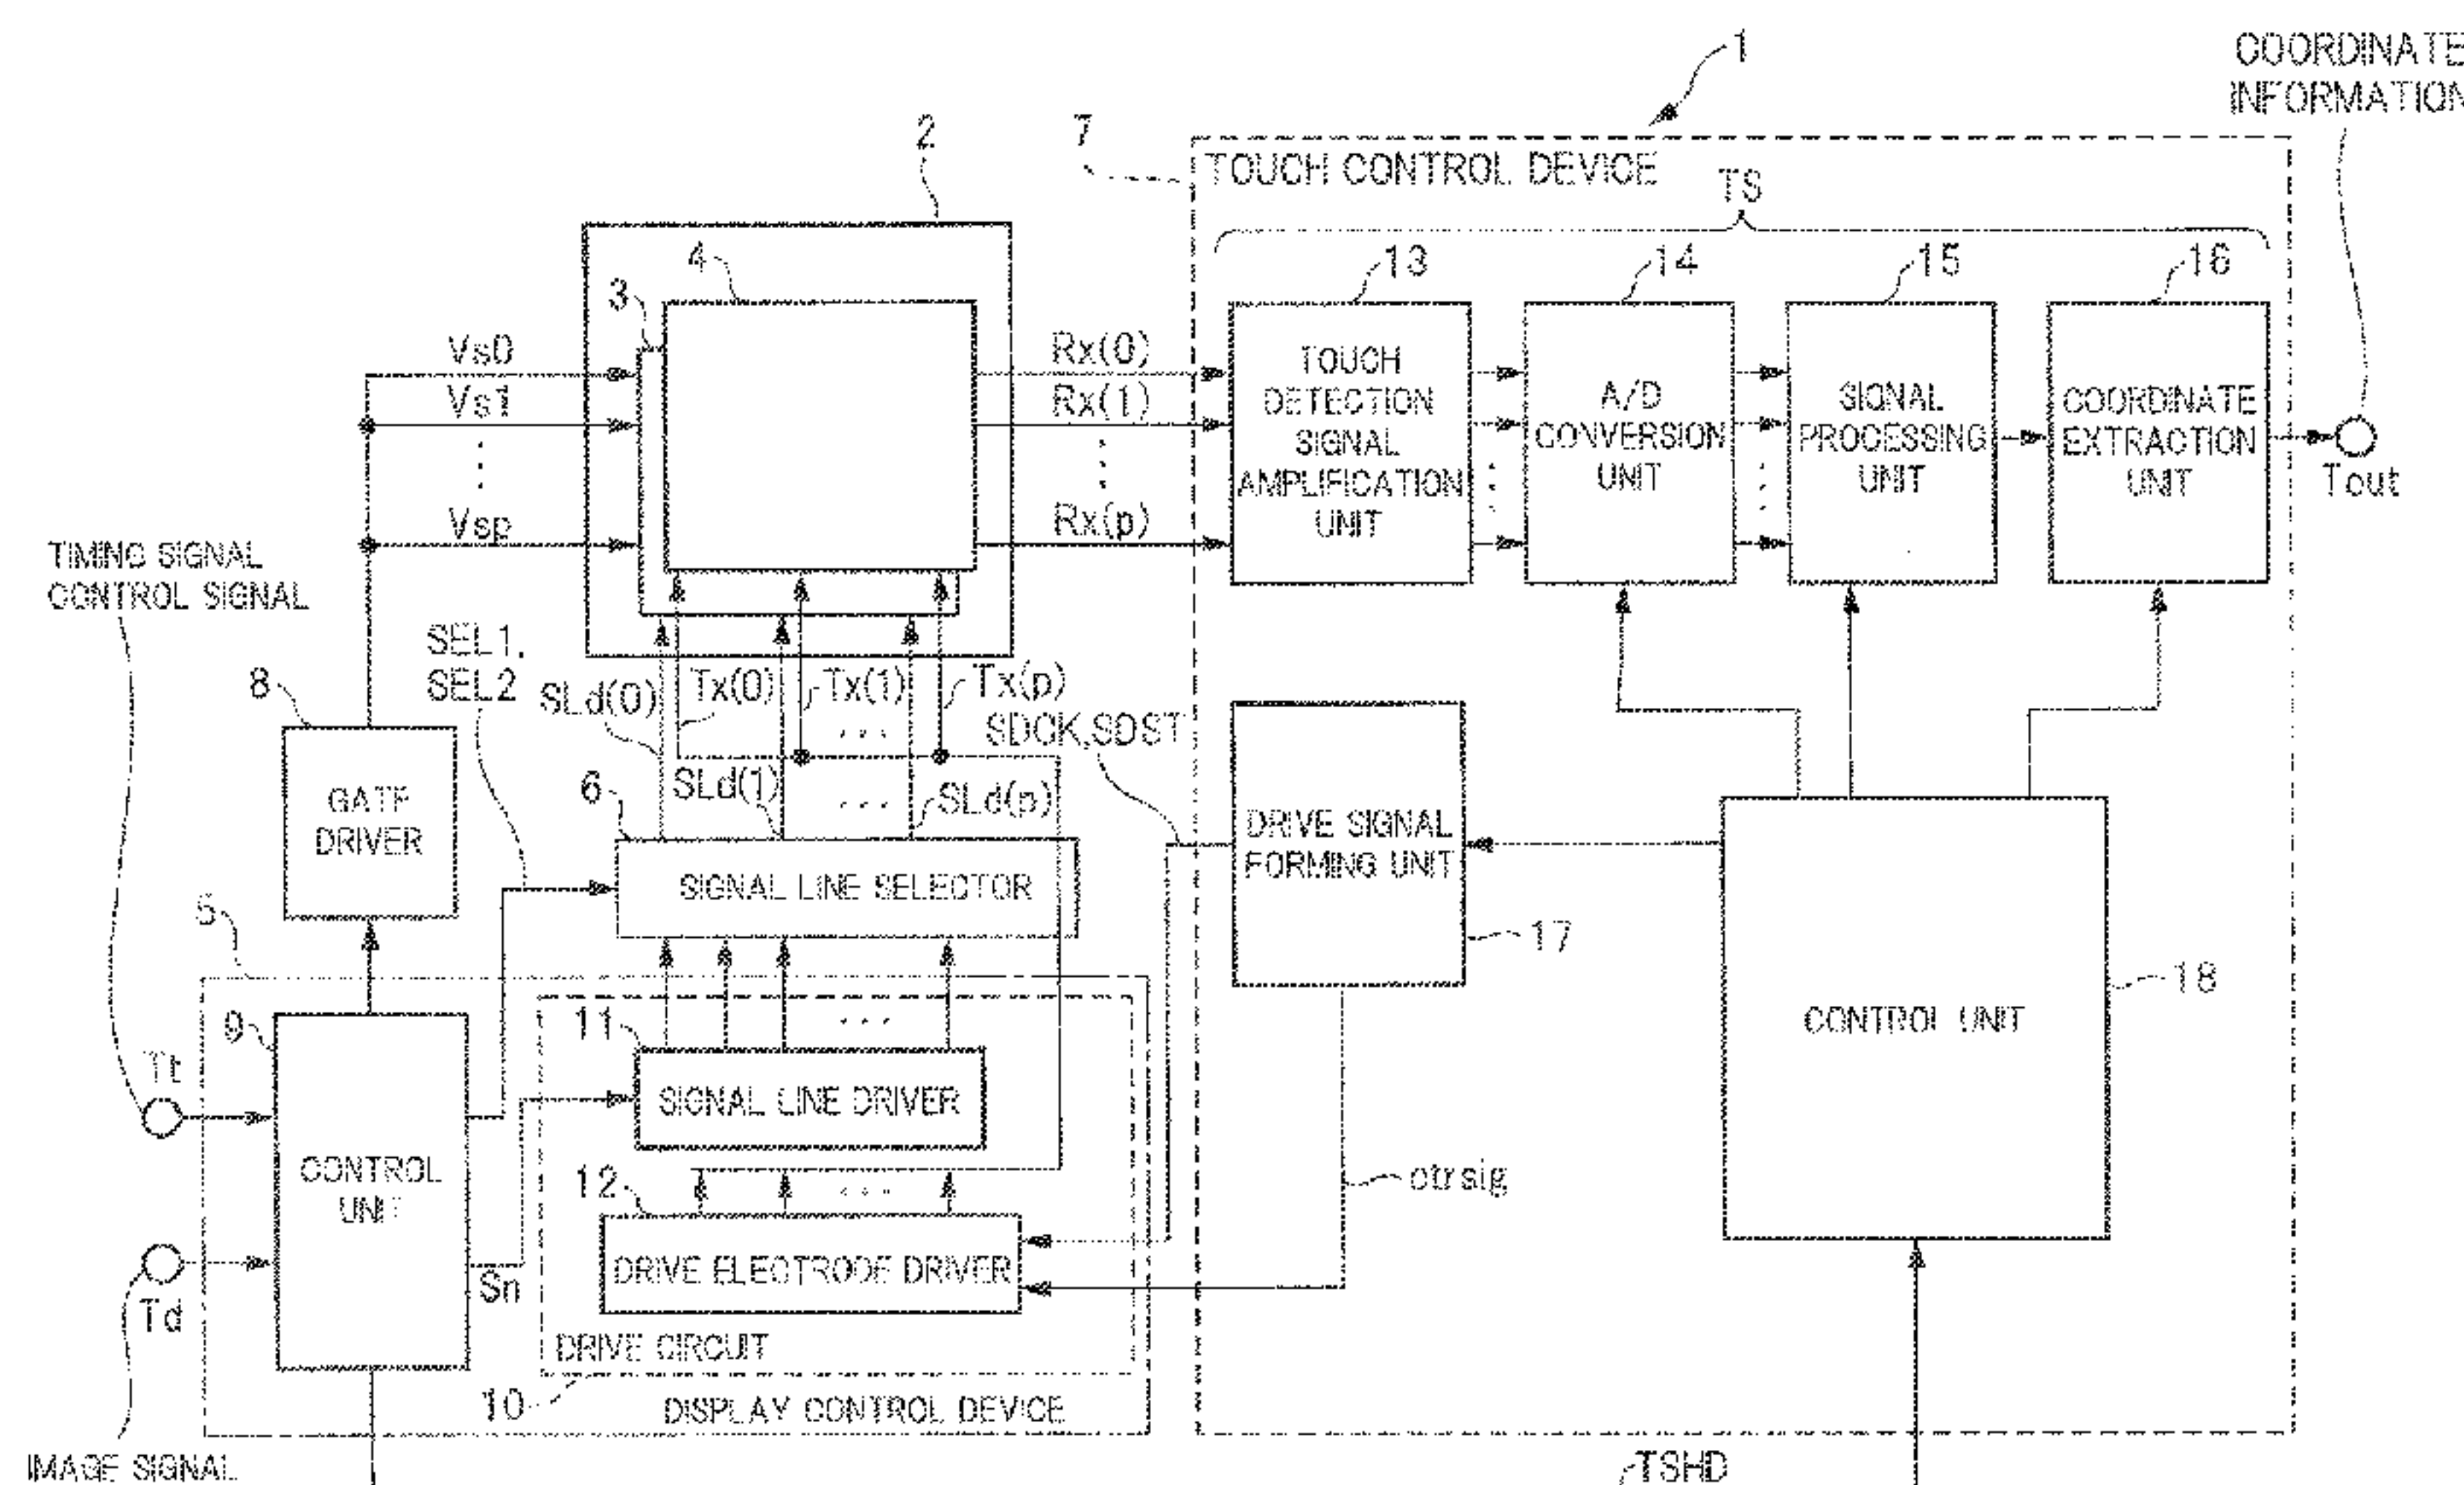 1
COORDINATE
INFORMATION
2
7
TOUCH CONTROL DEVICE
TS
4
3
13
14
15
16
Vs0
Vs1
Vsp
Rx(0)
Rx(1)
Rx(p)
TOUCH
DETECTION
SIGNAL
AMPLIFICATION
UNIT
A/D
CONVERSION
UNIT
SIGNAL
PROCESSING
UNIT
COORDINATE
EXTRACTION
UNIT
Tout
TIMING SIGNAL
CONTROL SIGNAL
SEL1,
SEL2
8
SLd(0)
Tx(0)
Tx(1)
Tx(p)
SDCK,SDST
GATE
DRIVER
6
SLd(1)
SLd(p)
SIGNAL LINE SELECTOR
DRIVE SIGNAL
FORMING UNIT
17
5
18
CONTROL UNIT
9
11
Tt
SIGNAL LINE DRIVER
CONTROL
UNIT
12
ctrsig
DRIVE ELECTRODE DRIVER
Sn
Td
DRIVE CIRCUIT
10
DISPLAY CONTROL DEVICE
IMAGE SIGNAL
TSHD